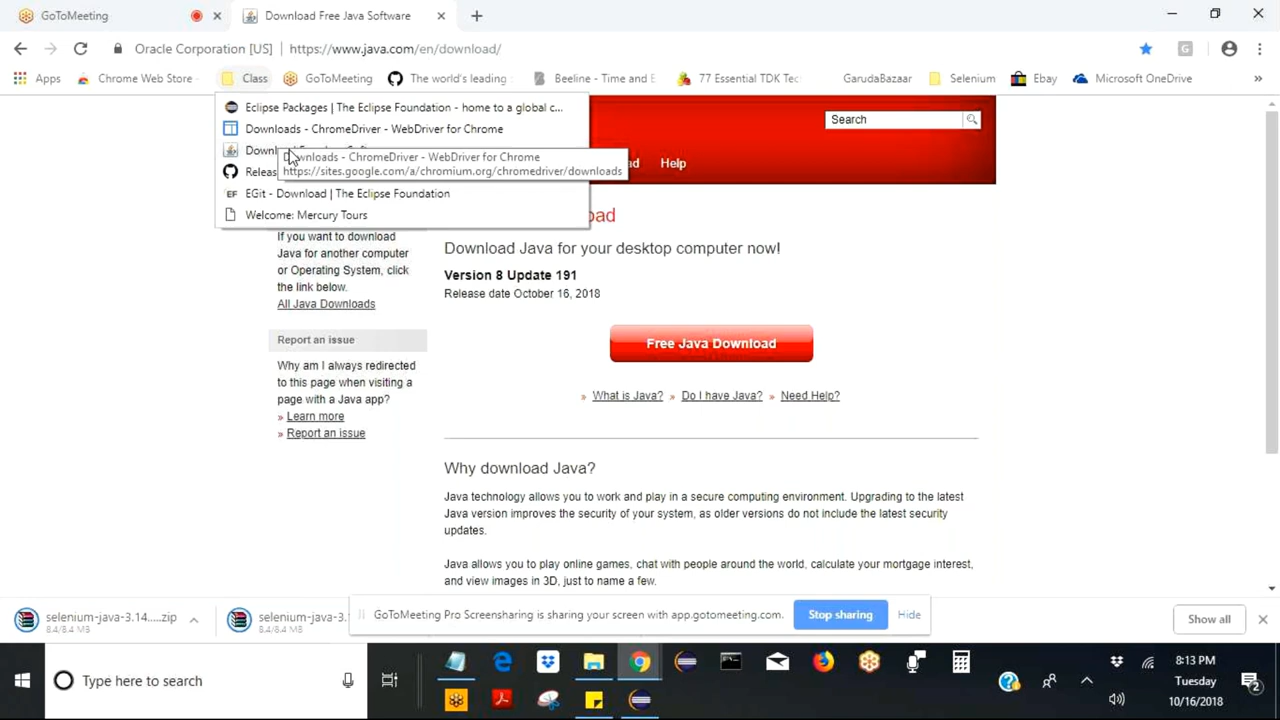 GoToMeeting
Download Free Java Software
Oracle Corporation [US]
https://www.java.com/en/download/
Apps
Chrome Web Store
Class
GoToMeeting
The world's leading
Beeline - Time and E
77 Essential TDK Tec
GarudaBazaar
Selenium
Ebay
Microsoft OneDrive
»
Eclipse Packages | The Eclipse Foundation - home to a global c...
Downloads - ChromeDriver - WebDriver for Chrome
Downloads - ChromeDriver - WebDriver for Chrome
https://sites.google.com/a/chromium.org/chromedriver/downloads
EGit - Download | The Eclipse Foundation
Welcome: Mercury Tours
Search
Help
If you want to download
Java for another computer
or Operating System, click
the link below.
All Java Downloads
Report an issue
Why am I always redirected
to this page when visiting a
page with a Java app?
» Learn more
» Report an issue
Download Java for your desktop computer now!
Version 8 Update 191
Release date October 16, 2018
Free Java Download
» What is Java? » Do I have Java? » Need Help?
Why download Java?
Java technology allows you to work and play in a secure computing environment. Upgrading to the latest
Java version improves the security of your system, as older versions do not include the latest security
updates.
Java allows you to play online games, chat with people around the world, calculate your mortgage interest,
and view images in 3D, just to name a few.
selenium-java-3.14.....zip
8.4/8.4 MB
selenium-java-3.
8.4/8.4 MB
GoToMeeting Pro Screensharing is sharing your screen with app.gotomeeting.com.
Stop sharing
Hide
Show all
Type here to search
8:13 PM
Tuesday
10/16/2018
2